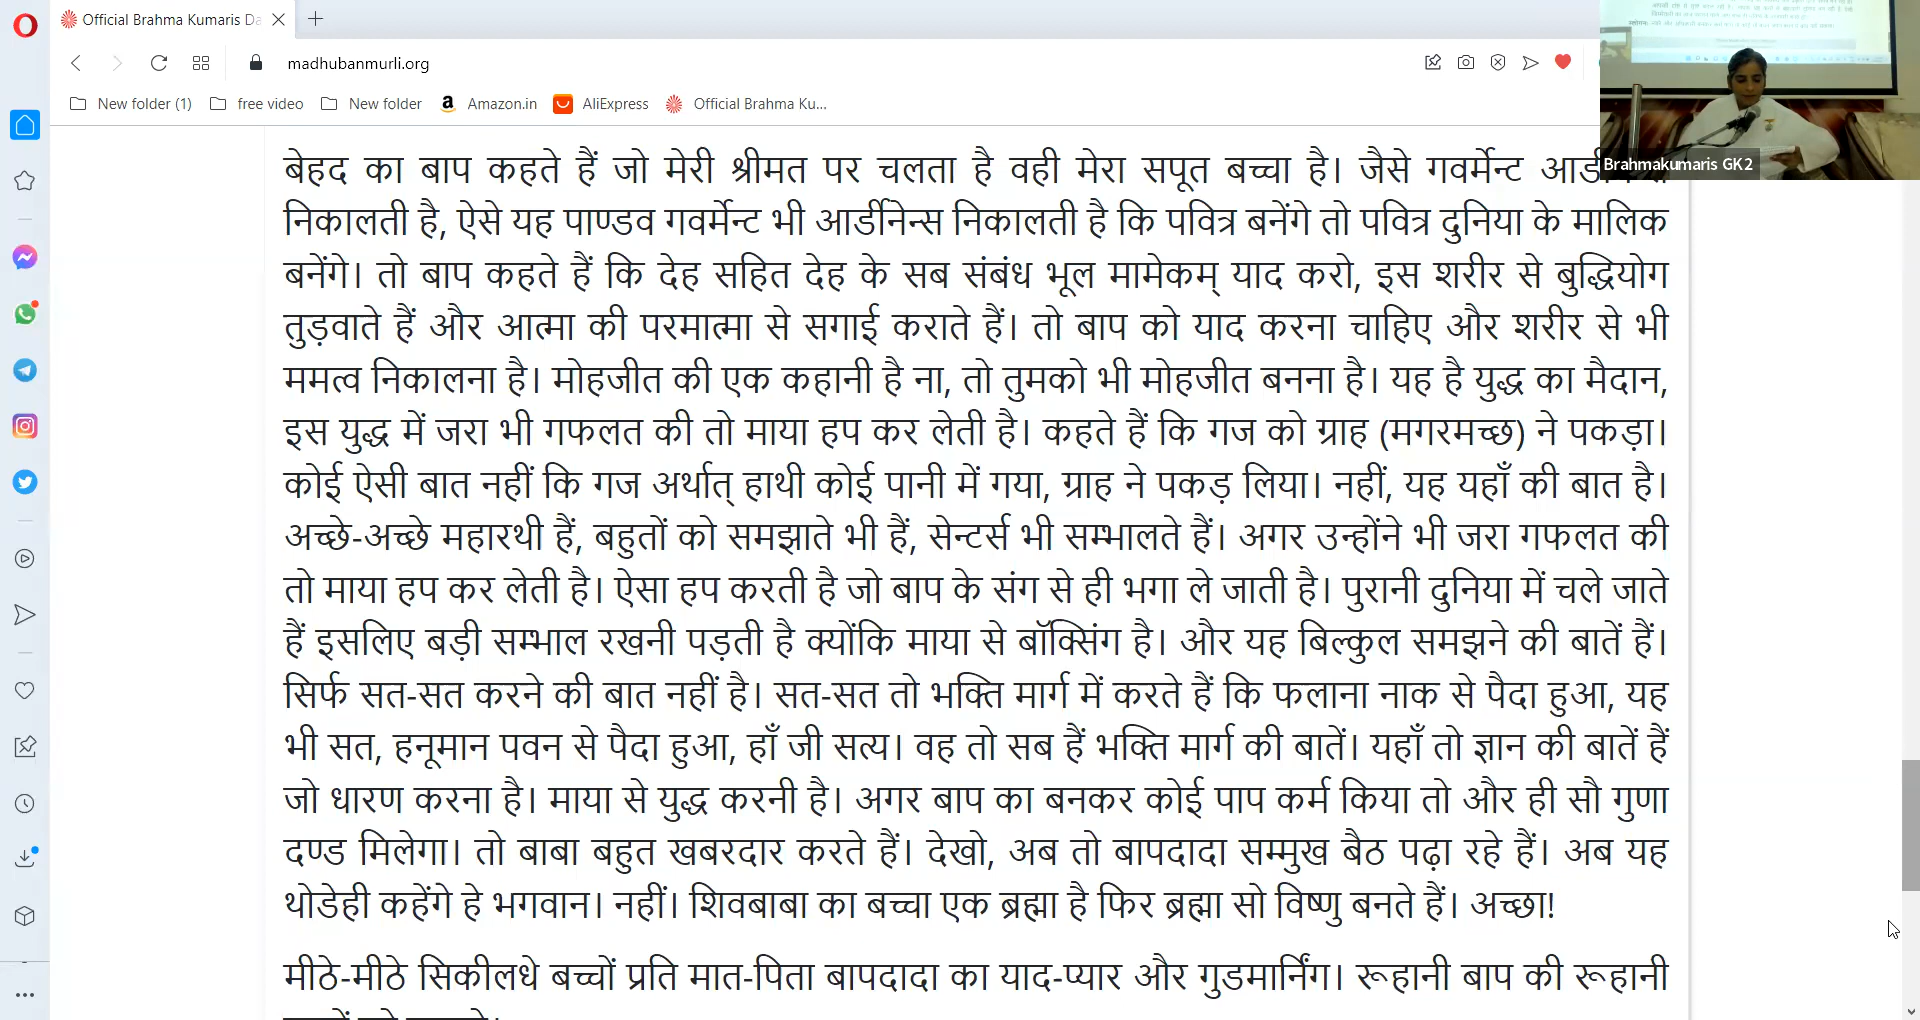 Official Brahma Kumaris Da
madhubanmurli.org
New folder (1) free video New folder Amazon.in AliExpress Official Brahma Ku...
Brahmakumaris GK2
बेहद का बाप कहते हैं जो मेरी श्रीमत पर चलता है वही मेरा सपूत बच्चा है। जैसे गवर्मेन्ट
निकालती है, ऐसे यह पाण्डव गवर्मेन्ट भी आर्डीनेन्स निकालती है कि पवित्र बनेंगे तो पवित्र दुनिया के मालिक
बनेंगे। तो बाप कहते हैं कि देह सहित देह के सब संबंध भूल मामेकम् याद करो, इस शरीर से बुद्धियोग
तुड़वाते हैं और आत्मा की परमात्मा से सगाई कराते हैं। तो बाप को याद करना चाहिए और शरीर से भी
ममत्व निकालना है। मोहजीत की एक कहानी है ना, तो तुमको भी मोहजीत बनना है। यह है युद्ध का मैदान,
इस युद्ध में जरा भी गफलत की तो माया हप कर लेती है। कहते हैं कि गज को ग्राह (मगरमच्छ) ने पकड़ा।
कोई ऐसी बात नहीं कि गज अर्थात् हाथी कोई पानी में गया, ग्राह ने पकड़ लिया। नहीं, यह यहाँ की बात है।
अच्छे-अच्छे महारथी हैं, बहुतों को समझाते भी हैं, सेन्टर्स भी सम्भालते हैं। अगर उन्होंने भी जरा गफलत की
तो माया हप कर लेती है। ऐसा हप करती है जो बाप के संग से ही भगा ले जाती है। पुरानी दुनिया में चले जाते
हैं इसलिए बड़ी सम्भाल रखनी पड़ती है क्योंकि माया से बॉक्सिंग है। और यह बिल्कुल समझने की बातें हैं।
सिर्फ सत-सत करने की बात नहीं है। सत-सत तो भक्ति मार्ग में करते हैं कि फलाना नाक से पैदा हुआ, यह
भी सत, हनूमान पवन से पैदा हुआ, हाँ जी सत्य। वह तो सब हैं भक्ति मार्ग की बातें। यहाँ तो ज्ञान की बातें हैं
जो धारण करना है। माया से युद्ध करनी है। अगर बाप का बनकर कोई पाप कर्म किया तो और ही सौ गुणा
दण्ड मिलेगा। तो बाबा बहुत खबरदार करते हैं। देखो, अब तो बापदादा सम्मुख बैठ पढ़ा रहे हैं। अब यह
थोडेही कहेंगे हे भगवान। नहीं। शिवबाबा का बच्चा एक ब्रह्मा है फिर ब्रह्मा सो विष्णु बनते हैं। अच्छा!
मीठे-मीठे सिकीलधे बच्चों प्रति मात-पिता बापदादा का याद-प्यार और गुडमार्निंग। रूहानी बाप की रूहानी